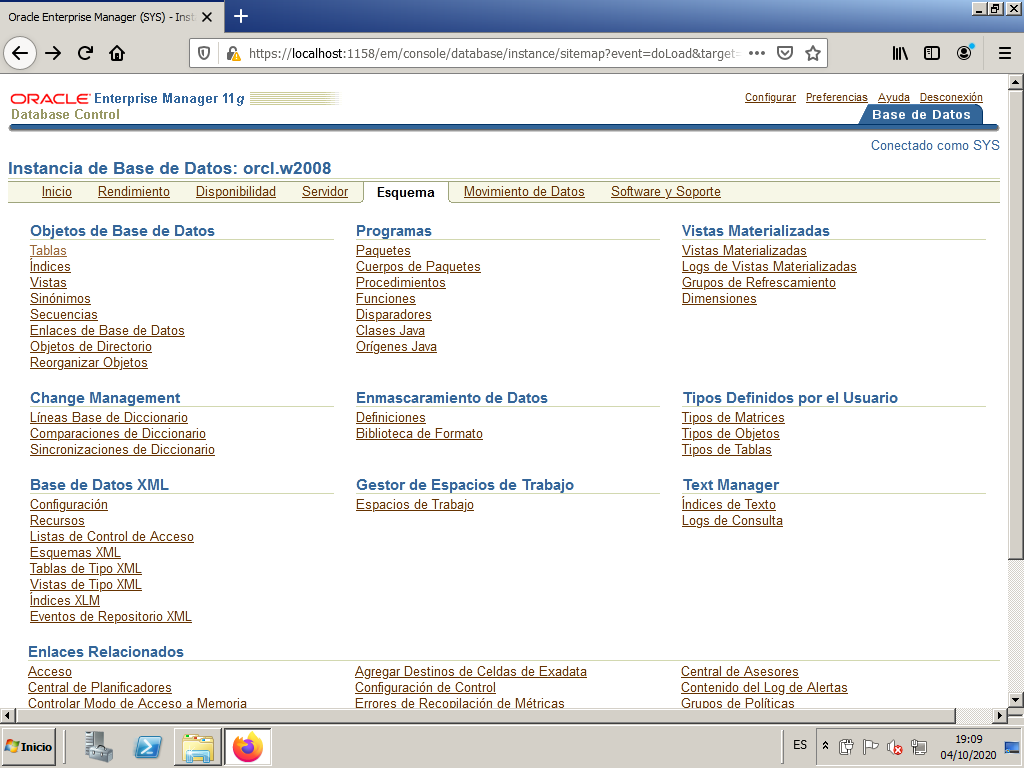 Oracle Enterprise Manager (SYS) - Inst
https://localhost:1158/em/console/database/instance/sitemap?event=doLoad&target=
ORACLE Enterprise Manager 11g
Database Control
Configurar Preferencias Ayuda Desconexión
Base de Datos
Conectado como SYS
Instancia de Base de Datos: orcl.w2008
Inicio Rendimiento Disponibilidad Servidor Esquema Movimiento de Datos Software y Soporte
Objetos de Base de Datos
Tablas
Índices
Vistas
Sinónimos
Secuencias
Enlaces de Base de Datos
Objetos de Directorio
Reorganizar Objetos
Programas
Paquetes
Cuerpos de Paquetes
Procedimientos
Funciones
Disparadores
Clases Java
Orígenes Java
Vistas Materializadas
Vistas Materializadas
Logs de Vistas Materializadas
Grupos de Refrescamiento
Dimensiones
Change Management
Líneas Base de Diccionario
Comparaciones de Diccionario
Sincronizaciones de Diccionario
Enmascaramiento de Datos
Definiciones
Biblioteca de Formato
Tipos Definidos por el Usuario
Tipos de Matrices
Tipos de Objetos
Tipos de Tablas
Base de Datos XML
Configuración
Recursos
Listas de Control de Acceso
Esquemas XML
Tablas de Tipo XML
Vistas de Tipo XML
Índices XLM
Eventos de Repositorio XML
Gestor de Espacios de Trabajo
Espacios de Trabajo
Text Manager
Índices de Texto
Logs de Consulta
Enlaces Relacionados
Acceso
Central de Planificadores
Controlar Modo de Acceso a Memoria
Agregar Destinos de Celdas de Exadata
Configuración de Control
Errores de Recopilación de Métricas
Central de Asesores
Contenido del Log de Alertas
Grupos de Políticas
Inicio
ES
19:09
04/10/2020